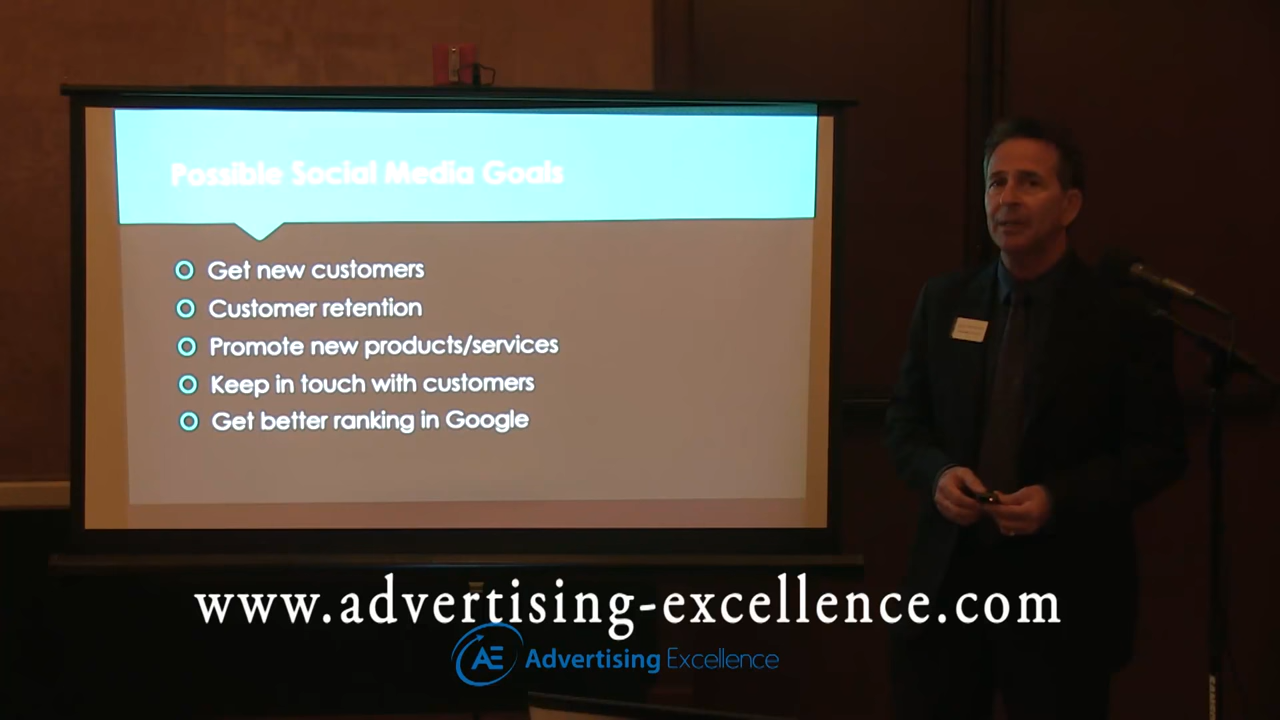 Possible Social Media Goals
Get new customers
Customer retention
Promote new products/services
Keep in touch with customers
Get better ranking in Google
www.advertising-excellence.com
AE Advertising Excellence